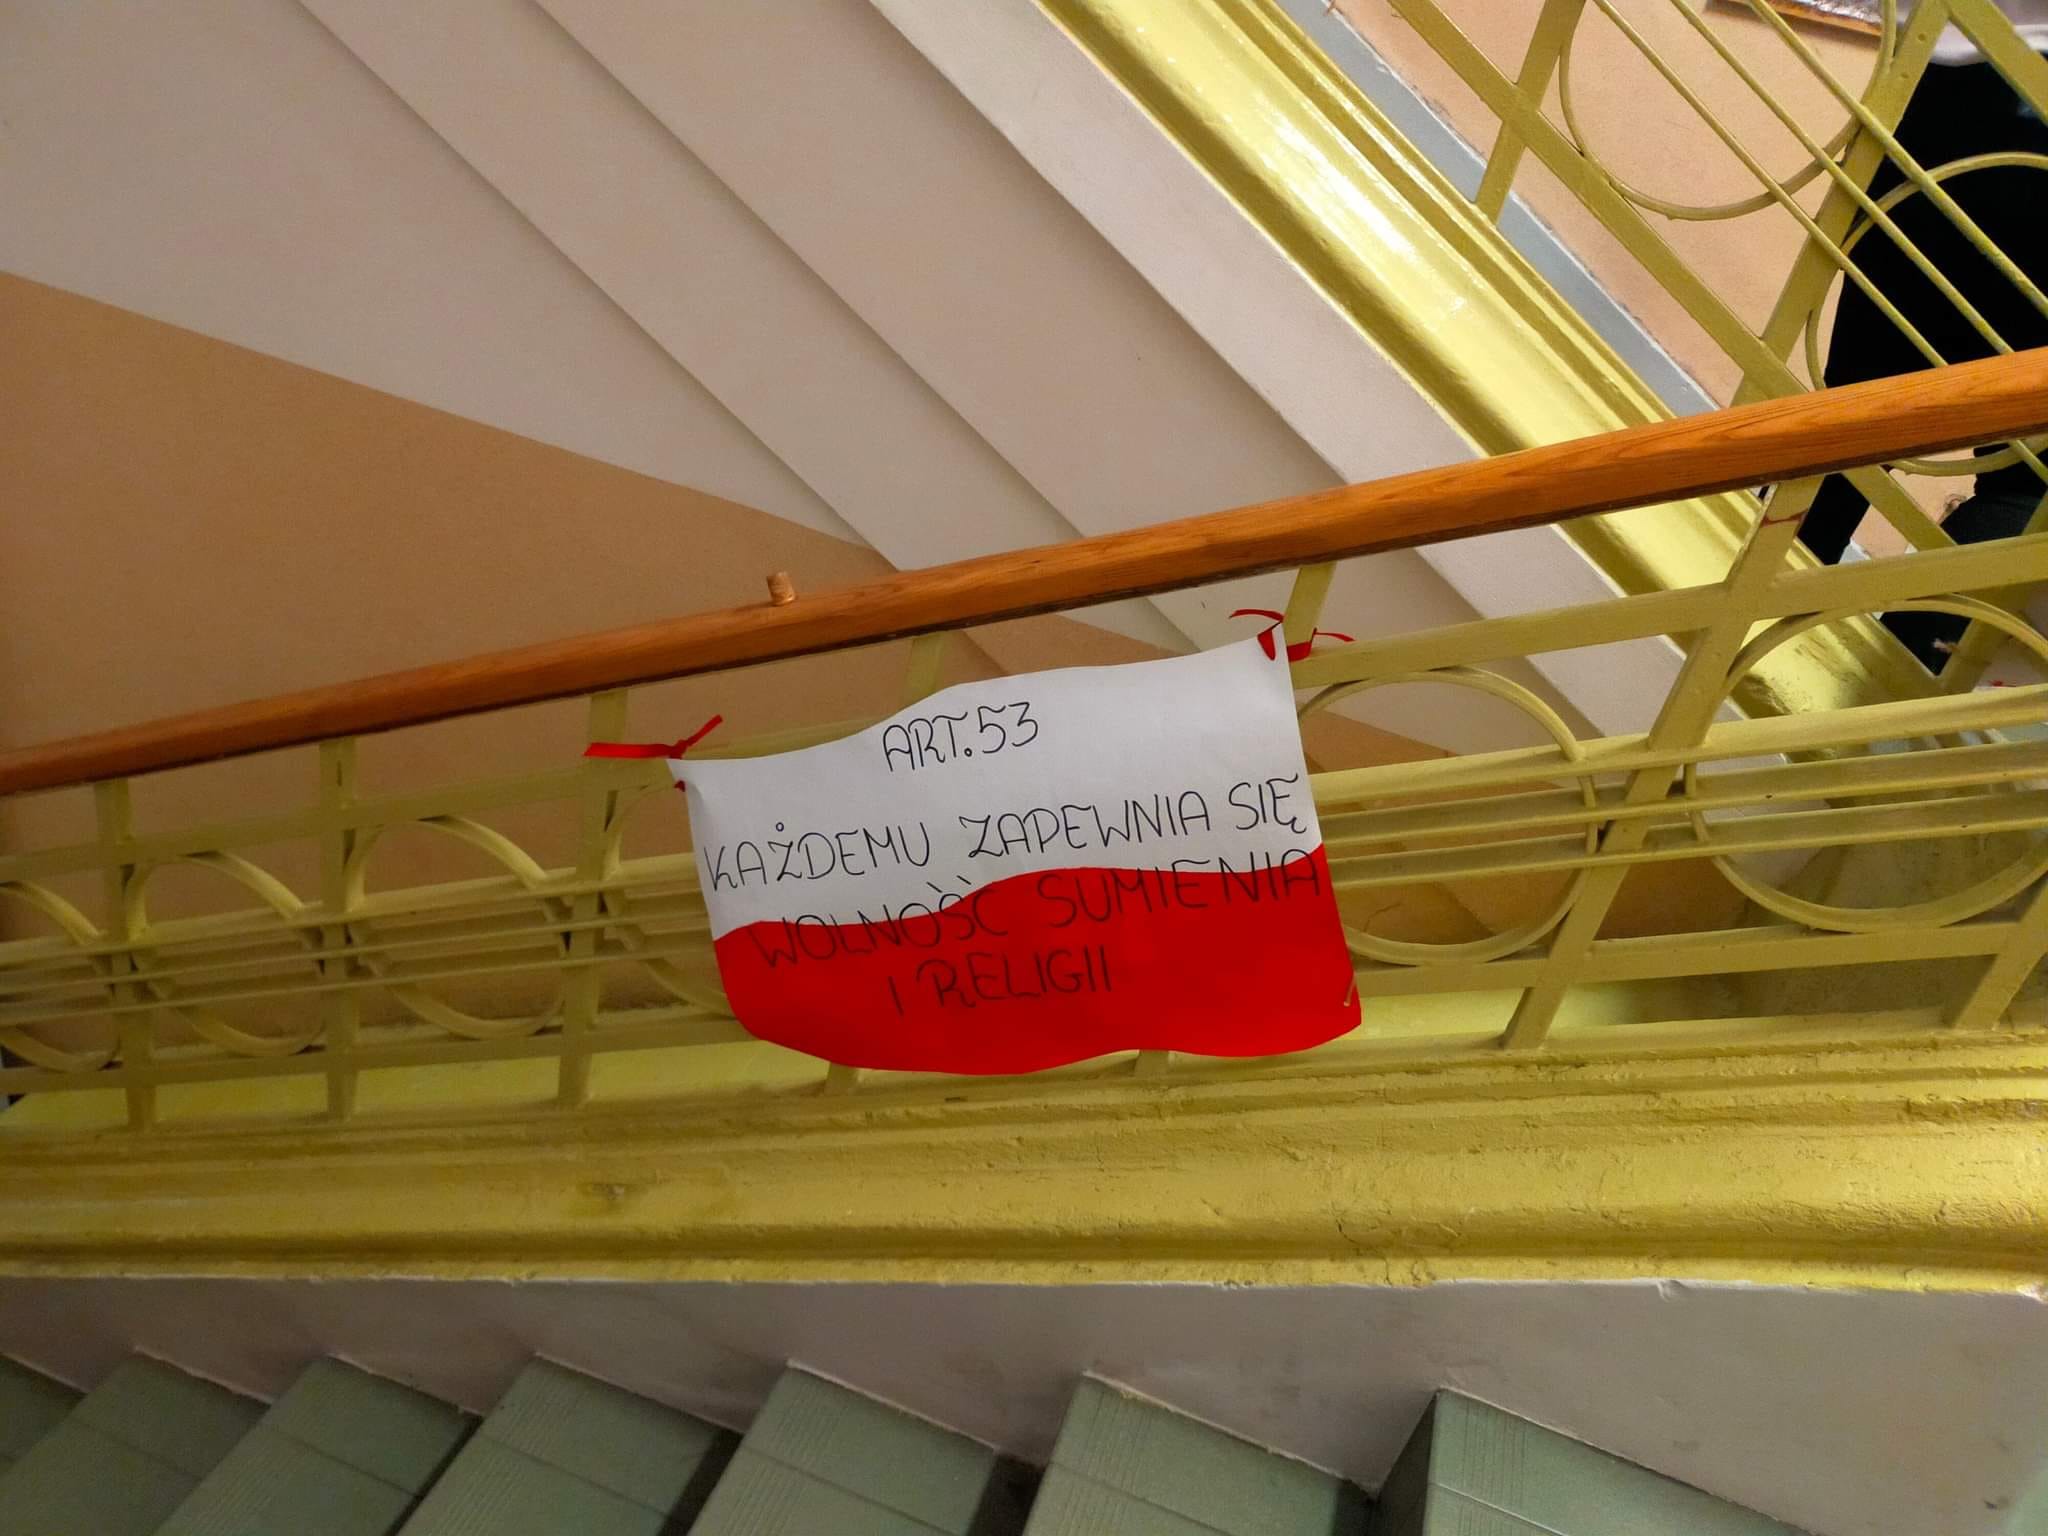 ART.53
KAŻDEMU ZAPEWNIA SIĘ
WOLNOŚĆ SUMIENIA
I RELIGII